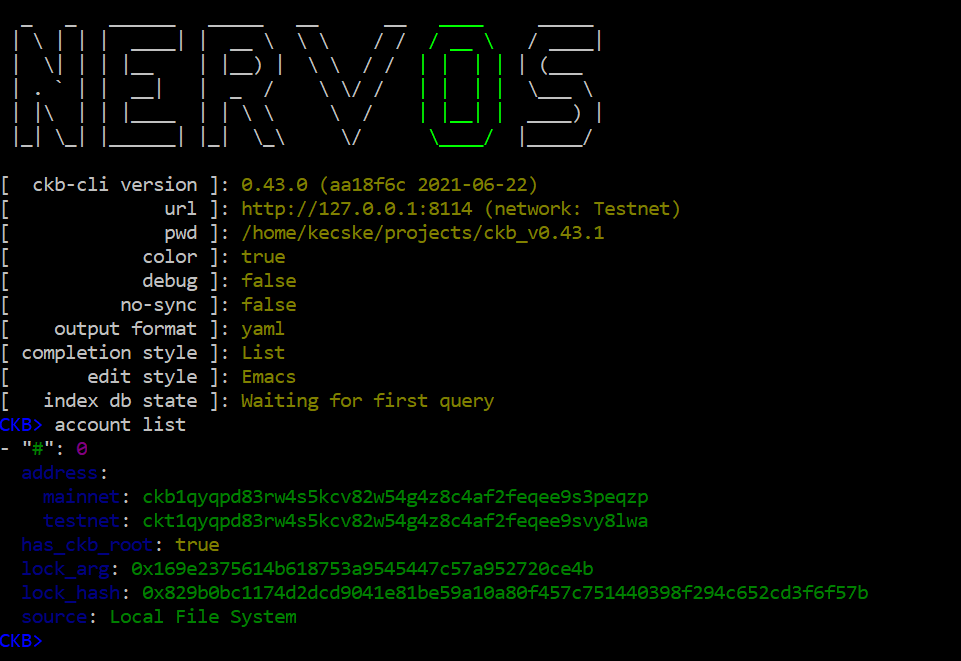 NERVOS
[  ckb-cli version ]: 0.43.0 (aa18f6c 2021-06-22)
[              url ]: http://127.0.0.1:8114 (network: Testnet)
[              pwd ]: /home/kecske/projects/ckb_v0.43.1
[            color ]: true
[            debug ]: false
[          no-sync ]: false
[    output format ]: yaml
[ completion style ]: List
[       edit style ]: Emacs
[   index db state ]: Waiting for first query
CKB> account list
- "#": 0
  address:
    mainnet: ckb1qyqpd83rw4s5kcv82w54g4z8c4af2feqee9s3peqzp
    testnet: ckt1qyqpd83rw4s5kcv82w54g4z8c4af2feqee9svy8lwa
  has_ckb_root: true
  lock_arg: 0x169e2375614b618753a9545447c57a952720ce4b
  lock_hash: 0x829b0bc1174d2dcd9041e81be59a10a80f457c751440398f294c652cd3f6f57b
  source: Local File System
CKB>